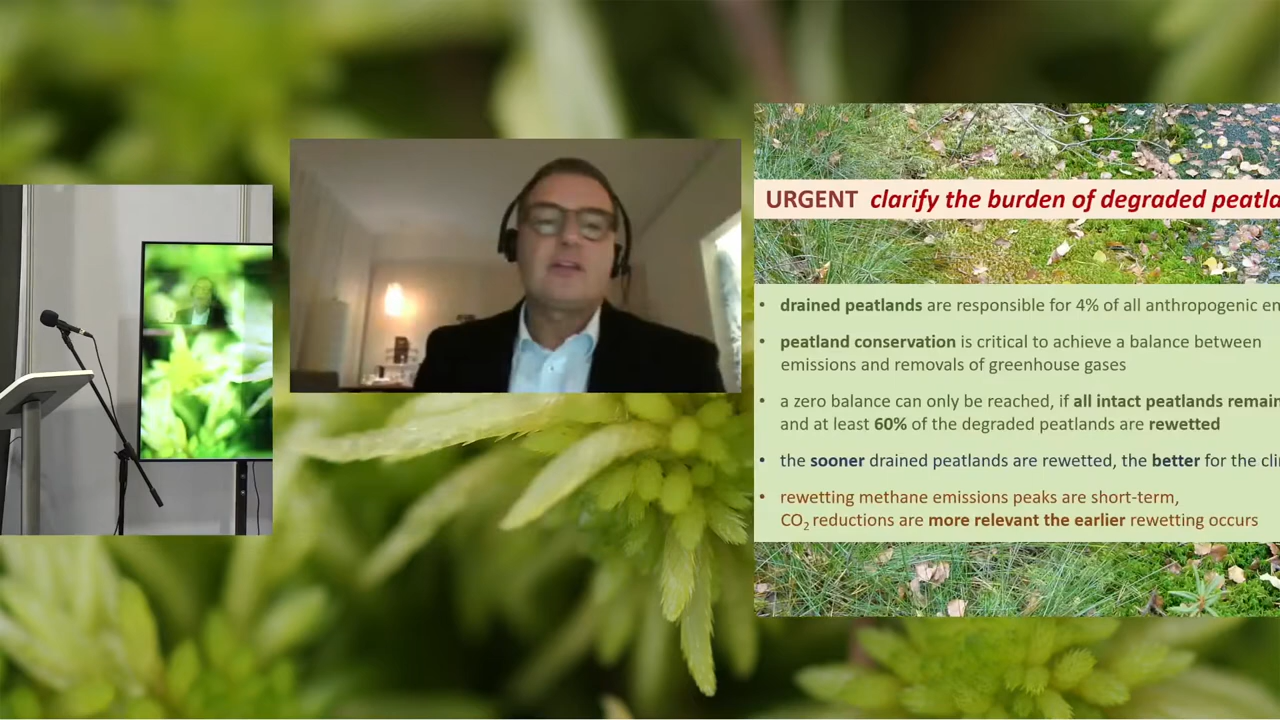 URGENT clarify the burden of degraded
• drained peatlands are responsible for 4% of all anthropogenic
• peatland conservation is critical to achieve a balance between
emissions and removals of greenhouse gases
• a zero balance can only be reached, if all intact peatlands remain
and at least 60% of the degraded peatlands are rewetted
• the sooner drained peatlands are rewetted, the better for the
• rewetting methane emissions peaks are short-term,
CO₂ reductions are more relevant the earlier rewetting occurs